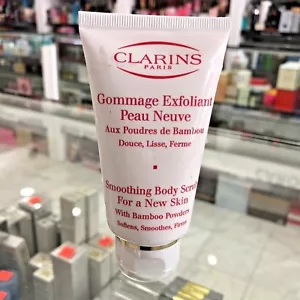 CLARINS
PARIS
Gommage Exfoliant
Peau Neuve
Aux Poudres de Bambou
Douce, Lisse, Ferme
Smoothing Body Scrub
For a New Skin
With Bamboo Powders
Softens, Smoothes, Firms